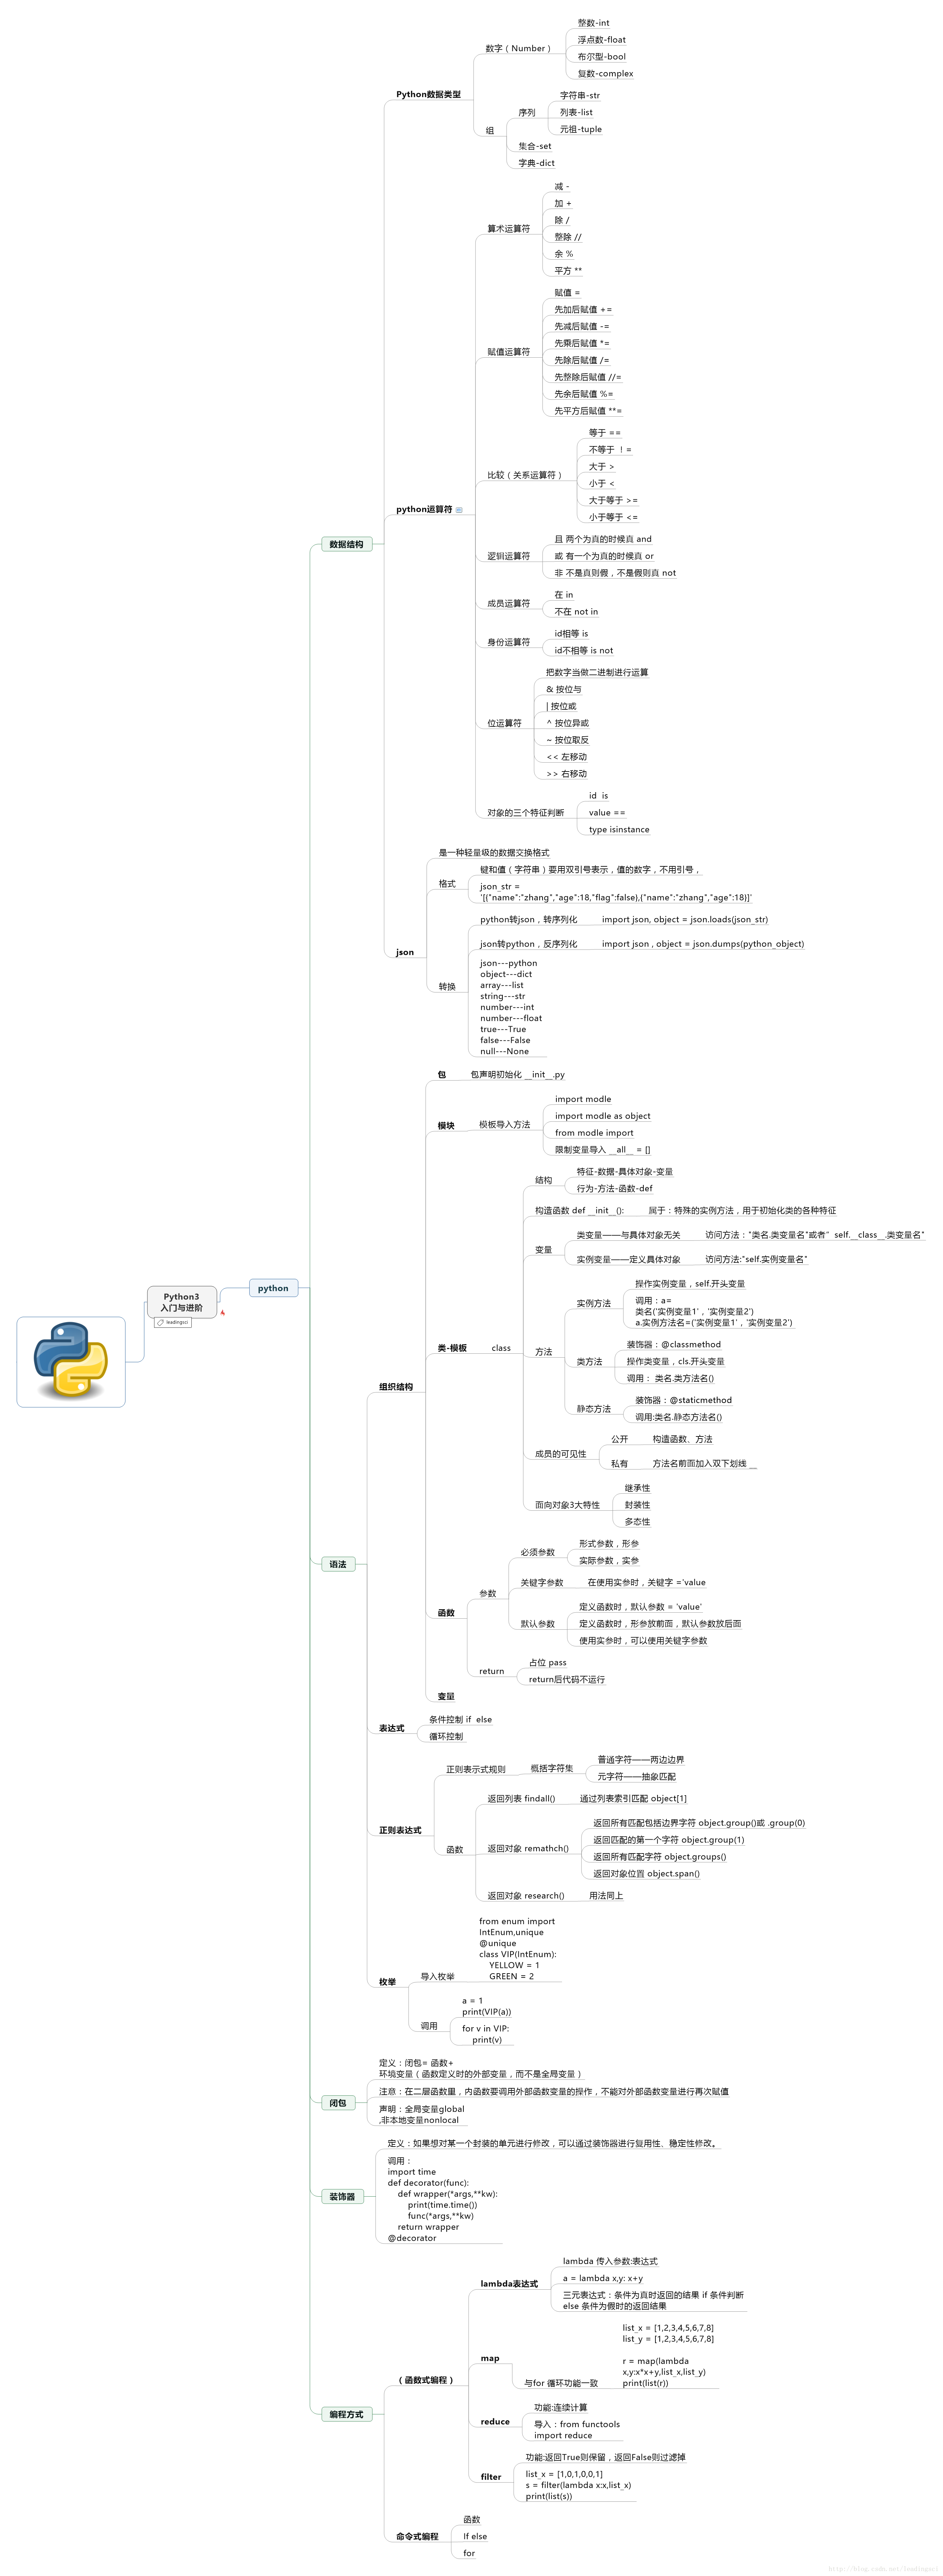 整数-int
浮点数-float
数字（Number）
布尔型-bool
复数-complex
Python数据类型
字符串-str
序列
列表-list
元祖-tuple
组
集合-set
字典-dict
减 -
加 +
除 /
算术运算符
整除 //
余 %
平方 **
赋值 =
先加后赋值 +=
先减后赋值 -=
先乘后赋值 *=
赋值运算符
先除后赋值 /=
先整除后赋值 //=
先余后赋值 %=
先平方后赋值 **=
等于 ==
不等于 ！=
大于 >
比较（关系运算符）
小于 <
大于等于 >=
小于等于 <=
python运算符
数据结构
且 两个为真的时候真 and
逻辑运算符
或 有一个为真的时候真 or
非 不是真则假，不是假则真 not
成员运算符
在 in
不在 not in
身份运算符
id相等 is
id不相等 is not
把数字当做二进制进行运算
& 按位与
| 按位或
位运算符
^ 按位异或
~ 按位取反
<< 左移动
>> 右移动
对象的三个特征判断
id is
value ==
type isinstance
是一种轻量级的数据交换格式
格式
键和值（字符串）要用双引号表示，值的数字，不用引号，
json_str =
'[{"name":"zhang","age":18,"flag":false},{"name":"zhang","age":18}]'
json
python转json，转序列化
import json, object = json.loads(json_str)
json转python，反序列化
import json , object = json.dumps(python_object)
转换
json---python
object---dict
array---list
string---str
number---int
number---float
true---True
false---False
null---None
包
包声明初始化 __init__.py
模块
模板导入方法
import modle
import modle as object
from modle import
限制变量导入 __all__ = []
结构
特征-数据-具体对象-变量
行为-方法-函数-def
构造函数 def __init__():
属于：特殊的实例方法，用于初始化类的各种特征
变量
类变量——与具体对象无关
访问方法："类名.类变量名"或者" self.__class__.类变量名"
实例变量——定义具体对象
访问方法:"self.实例变量名"
Python3
入门与进阶
leadingsci
python
实例方法
操作实例变量，self.开头变量
调用：a=
类名('实例变量1'，'实例变量2')
a.实例方法名=('实例变量1'，'实例变量2')
类-模板
class
方法
类方法
装饰器：@classmethod
操作类变量，cls.开头变量
调用： 类名.类方法名()
静态方法
装饰器：@staticmethod
调用:类名.静态方法名()
组织结构
成员的可见性
公开
构造函数、方法
私有
方法名前面加入双下划线 __
面向对象3大特性
继承性
封装性
多态性
语法
必须参数
形式参数，形参
实际参数，实参
参数
关键字参数
在使用实参时，关键字 ='value
默认参数
定义函数时，默认参数 = 'value'
定义函数时，形参放前面，默认参数放后面
使用实参时，可以使用关键字参数
函数
return
占位 pass
return后代码不运行
变量
表达式
条件控制 if else
循环控制
正则表示式规则
概括字符集
普通字符——两边边界
元字符——抽象匹配
正则表达式
函数
返回列表 findall()
通过列表索引匹配 object[1]
返回对象 remathch()
返回所有匹配包括边界字符 object.group()或 .group(0)
返回匹配的第一个字符 object.group(1)
返回所有匹配字符 object.groups()
返回对象位置 object.span()
返回对象 research()
用法同上
枚举
导入枚举
from enum import
IntEnum,unique
@unique
class VIP(IntEnum):
YELLOW = 1
GREEN = 2
调用
a = 1
print(VIP(a))
for v in VIP:
print(v)
闭包
定义：闭包= 函数+
环境变量（函数定义时的外部变量，而不是全局变量）
注意：在二层函数里，内函数要调用外部函数变量的操作，不能对外部函数变量进行再次赋值
声明：全局变量global
,非本地变量nonlocal
装饰器
定义：如果想对某一个封装的单元进行修改，可以通过装饰器进行复用性、稳定性修改。
调用：
import time
def decorator(func):
def wrapper(*args,**kw):
print(time.time())
func(*args,**kw)
return wrapper
@decorator
编程方式
（函数式编程）
lambda表达式
lambda 传入参数:表达式
a = lambda x,y: x+y
三元表达式：条件为真时返回的结果 if 条件判断
else 条件为假时的返回结果
map
与for 循环功能一致
list_x = [1,2,3,4,5,6,7,8]
list_y = [1,2,3,4,5,6,7,8]
r = map(lambda
x,y:x*x+y,list_x,list_y)
print(list(r))
reduce
功能:连续计算
导入：from functools
import reduce
filter
功能:返回True则保留，返回False则过滤掉
list_x = [1,0,1,0,0,1]
s = filter(lambda x:x,list_x)
print(list(s))
命令式编程
函数
If else
for
http://blog.csdn.net/leadingsci